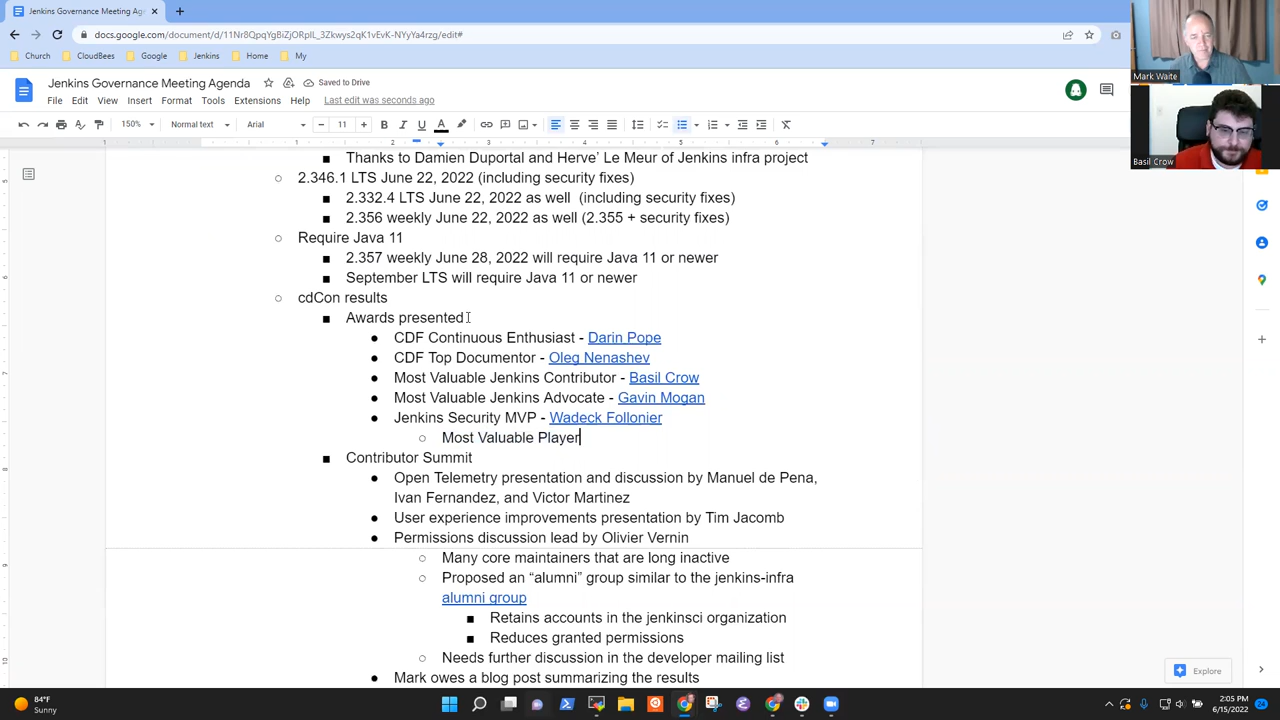 Jenkins Governance Meeting Age
docs.google.com/document/d/11Nr8QpqYgBiZjORpIL_3Zkwys2qK1vEvK-NYyYa4rzg/edit#
Church CloudBees Google Jenkins Home My
Mark Waite
Jenkins Governance Meeting Agenda
Saved to Drive
File Edit View Insert Format Tools Extensions Help Last edit was seconds ago
150% Normal text Arial 11
Basil Crow
1 1 2 3 4 5 6 7
Thanks to Damien Duportal and Herve’ Le Meur of Jenkins infra project
2.346.1 LTS June 22, 2022 (including security fixes)
2.332.4 LTS June 22, 2022 as well (including security fixes)
2.356 weekly June 22, 2022 as well (2.355 + security fixes)
Require Java 11
2.357 weekly June 28, 2022 will require Java 11 or newer
September LTS will require Java 11 or newer
cdCon results
Awards presented
CDF Continuous Enthusiast - Darin Pope
CDF Top Documentor - Oleg Nenashev
Most Valuable Jenkins Contributor - Basil Crow
Most Valuable Jenkins Advocate - Gavin Mogan
Jenkins Security MVP - Wadeck Follonier
Most Valuable Player
Contributor Summit
Open Telemetry presentation and discussion by Manuel de Pena,
Ivan Fernandez, and Victor Martinez
User experience improvements presentation by Tim Jacomb
Permissions discussion lead by Olivier Vernin
Many core maintainers that are long inactive
Proposed an “alumni” group similar to the jenkins-infra
alumni group
Retains accounts in the jenkinsci organization
Reduces granted permissions
Needs further discussion in the developer mailing list
Mark owes a blog post summarizing the results
Explore
84°F
Sunny
2:05 PM
6/15/2022